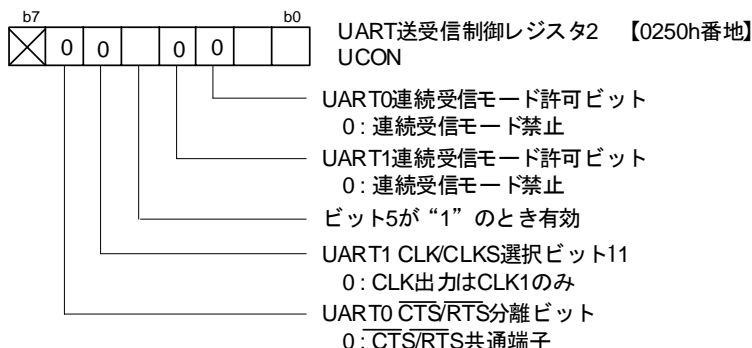 b7 b0
0 0 0 0
UART送受信制御レジスタ2 【0250h番地】
UCON
UART0連続受信モード許可ビット
0 : 連続受信モード禁止
UART1連続受信モード許可ビット
0 : 連続受信モード禁止
ビット5が“1”のとき有効
UART1 CLK/CLKS選択ビット11
0 : CLK出力はCLK1のみ
UART0 CTS/RTS分離ビット
0 : CTS/RTS共通端子